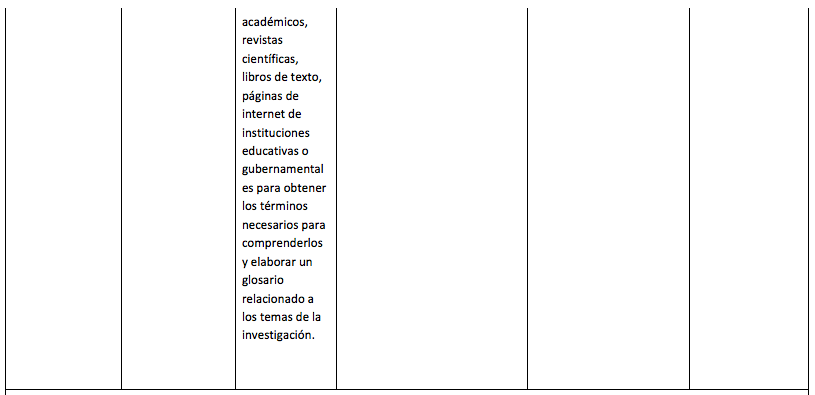 académicos,
revistas
científicas,
libros de texto,
páginas de
internet de
instituciones
educativas o
gubernamental
es para obtener
los términos
necesarios para
comprenderlos
y elaborar un
glosario
relacionado a
los temas de la
investigación.